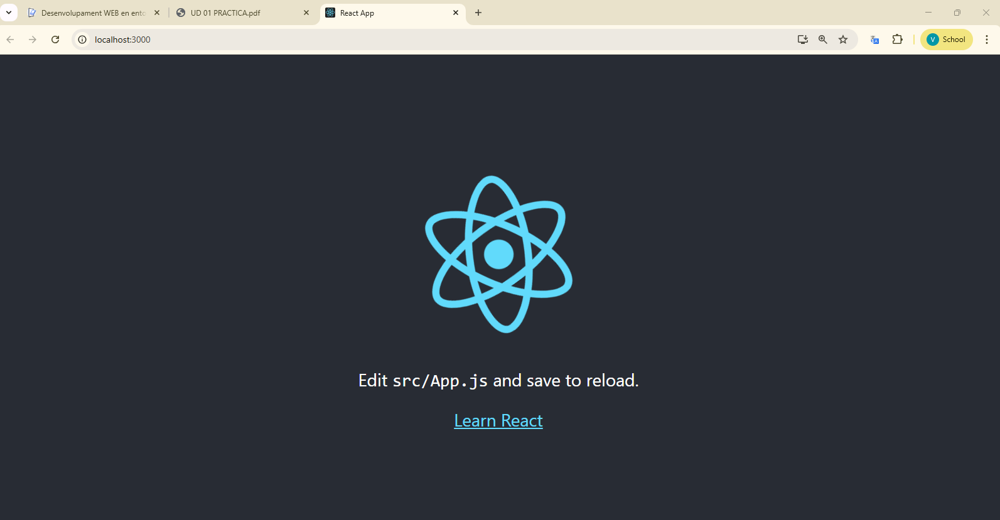 Desenvolupament WEB en ento
UD 01 PRACTICA.pdf
React App
localhost:3000
V School
Edit src/App.js and save to reload.
Learn React